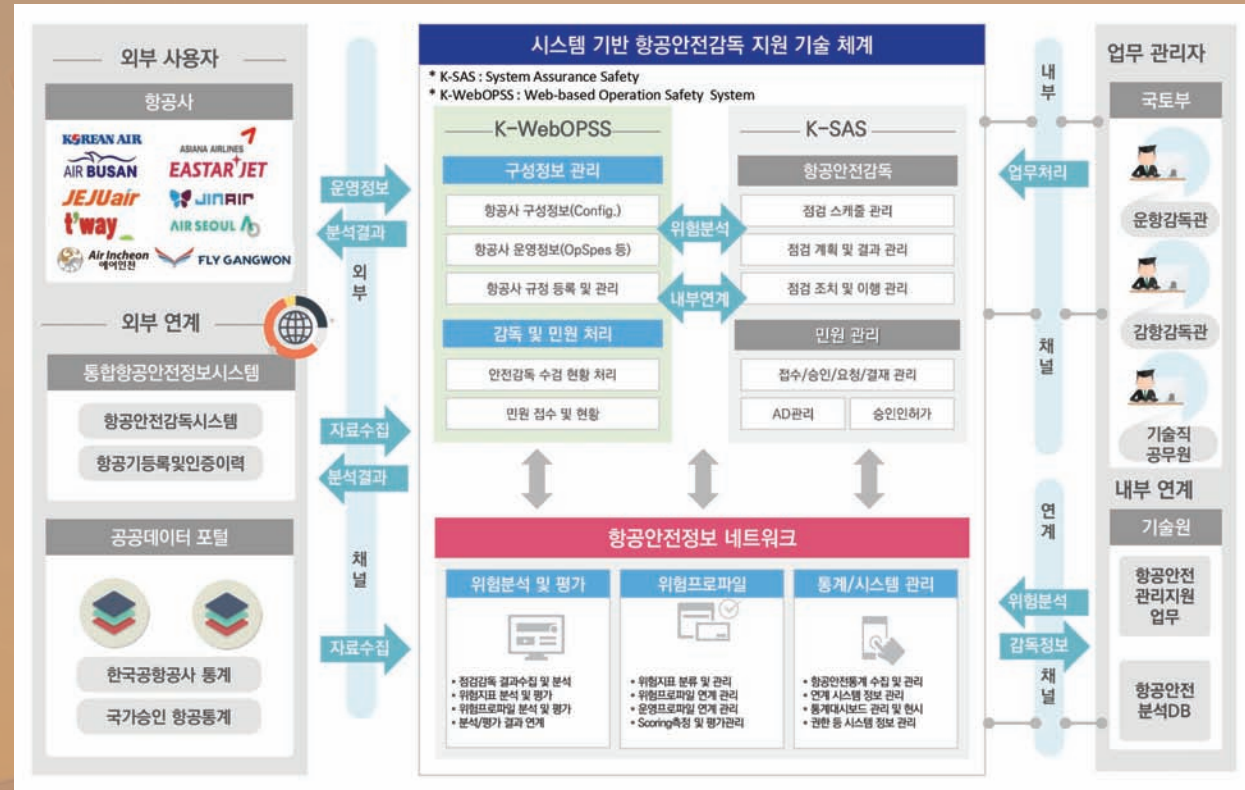 외부 사용자
항공사
KOREAN AIR
ASIANA AIRLINES
AIR BUSAN
EASTAR JET
JEJUair
JINAIR
t'way
AIR SEOUL
Air Incheon
에어인천
FLY GANGWON
외부 연계
통합항공안전정보시스템
항공안전감독시스템
항공기등록및인증이력
공공데이터 포털
한국공항공사 통계
국가승인 항공통계
외부
채널
운영정보
분석결과
자료수집
분석결과
자료수집
시스템 기반 항공안전감독 지원 기술 체계
* K-SAS : System Assurance Safety
* K-WebOPSS : Web-based Operation Safety System
K-WebOPSS
구성정보 관리
항공사 구성정보(Config.)
항공사 운영정보(OpSpes 등)
항공사 규정 등록 및 관리
감독 및 민원 처리
안전감독 수검 현황 처리
민원 접수 및 현황
위험분석
내부연계
K-SAS
항공안전감독
점검 스케줄 관리
점검 계획 및 결과 관리
점검 조치 및 이행 관리
민원 관리
접수/승인/요청/결재 관리
AD관리
승인인허가
항공안전정보 네트워크
위험분석 및 평가
• 점검감독 결과수집 및 분석
• 위험지표 분석 및 평가
• 위험프로파일 분석 및 평가
• 분석/평가 결과 연계
위험프로파일
• 위험지표 분류 및 관리
• 위험프로파일 연계 관리
• 운영프로파일 연계 관리
• Scoring측정 및 평가관리
통계/시스템 관리
• 항공안전통계 수집 및 관리
• 연계 시스템 정보 관리
• 통계대시보드 관리 및 현시
• 권한 등 시스템 정보 관리
내부
채널
업무처리
연계
채널
위험분석
감독정보
업무 관리자
국토부
운항감독관
감항감독관
기술직
공무원
내부 연계
기술원
항공안전
관리지원
업무
항공안전
분석DB